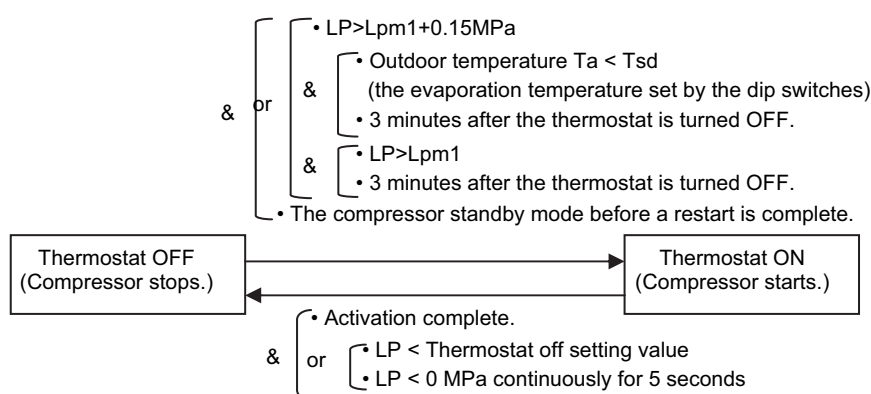 • LP>Lpm1+0.15MPa
• Outdoor temperature Ta < Tsd
& or & (the evaporation temperature set by the dip switches)
• 3 minutes after the thermostat is turned OFF.
• LP>Lpm1
&
• 3 minutes after the thermostat is turned OFF.
• The compressor standby mode before a restart is complete.
Thermostat OFF
(Compressor stops.)
Thermostat ON
(Compressor starts.)
• Activation complete.
& or • LP < Thermostat off setting value
• LP < 0 MPa continuously for 5 seconds